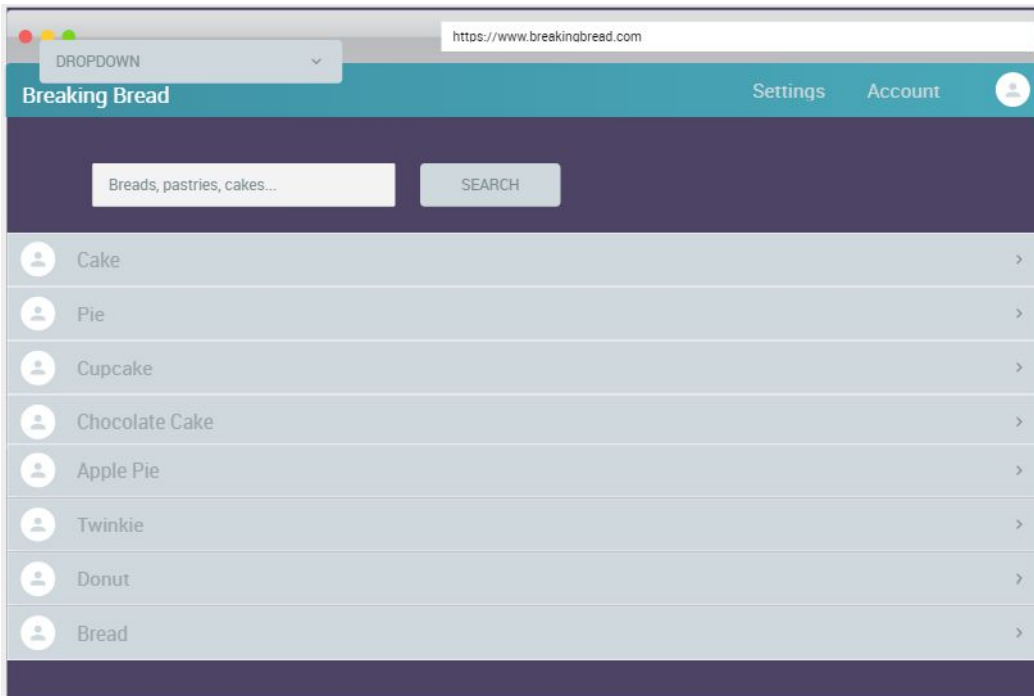 https://www.breakingbread.com
DROPDOWN
Breaking Bread
Settings
Account
Breads, pastries, cakes...
SEARCH
Cake
Pie
Cupcake
Chocolate Cake
Apple Pie
Twinkie
Donut
Bread